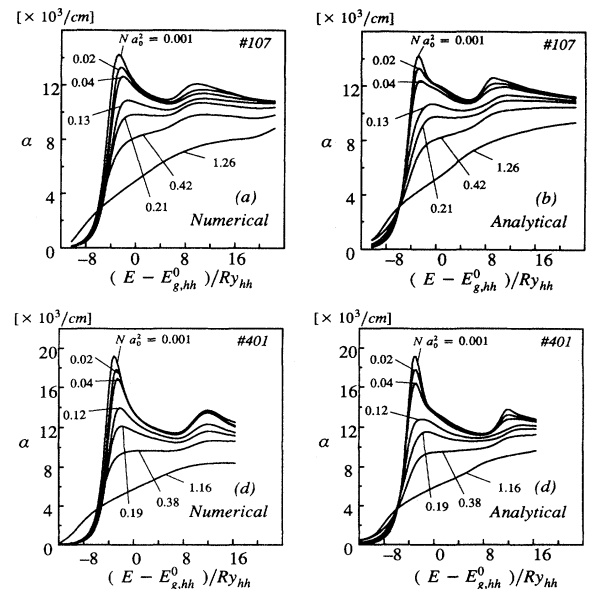 [× 10³/cm]
N a₀² = 0.001
#107
0.02
0.04
0.13
0.21
0.42
1.26
(a)
Numerical
12
8
4
0
α
−8 0 8 16
( E − E⁰g,hh )/Ryhh
[× 10³/cm]
N a₀² = 0.001
#107
0.02
0.04
0.13
0.21
0.42
1.26
(b)
Analytical
12
8
4
0
α
−8 0 8 16
( E − E⁰g,hh )/Ryhh
[× 10³/cm]
N a₀² = 0.001
#401
0.02
0.04
0.12
0.19
0.38
1.16
(d)
Numerical
20
16
12
8
4
0
α
−8 0 8 16
( E − E⁰g,hh )/Ryhh
[× 10³/cm]
N a₀² = 0.001
#401
0.02
0.04
0.12
0.19
0.38
1.16
(d)
Analytical
20
16
12
8
4
0
α
−8 0 8 16
( E − E⁰g,hh )/Ryhh